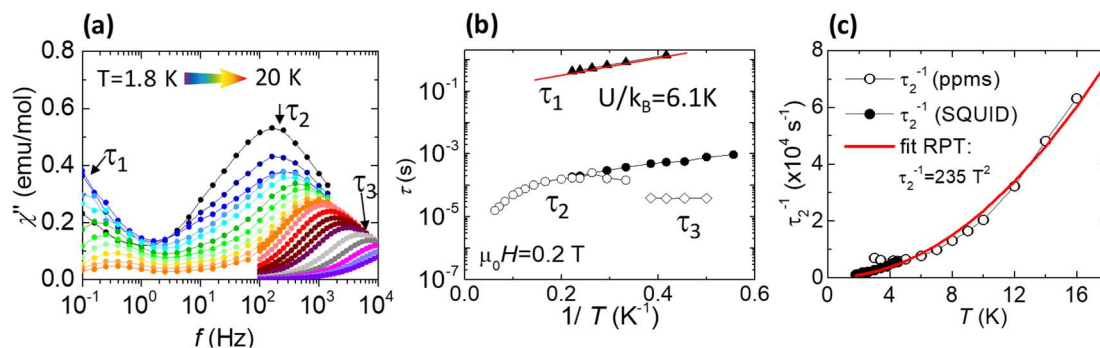 (a)
0.8
0.6
0.4
0.2
0.0
χ'' (emu/mol)
T=1.8 K
20 K
τ₁
τ₂
τ₃
10⁻¹ 10⁰ 10¹ 10² 10³ 10⁴
f (Hz)
(b)
10⁻¹
10⁻³
10⁻⁵
10⁻⁷
τ (s)
τ₁
U/k_B=6.1K
τ₂
τ₃
μ₀H=0.2 T
0.0 0.2 0.4 0.6
1/ T (K⁻¹)
(c)
8
6
4
2
0
τ₂⁻¹ (x10⁴ s⁻¹)
τ₂⁻¹ (ppms)
τ₂⁻¹ (SQUID)
fit RPT:
τ₂⁻¹=235 T²
0 4 8 12 16
T (K)